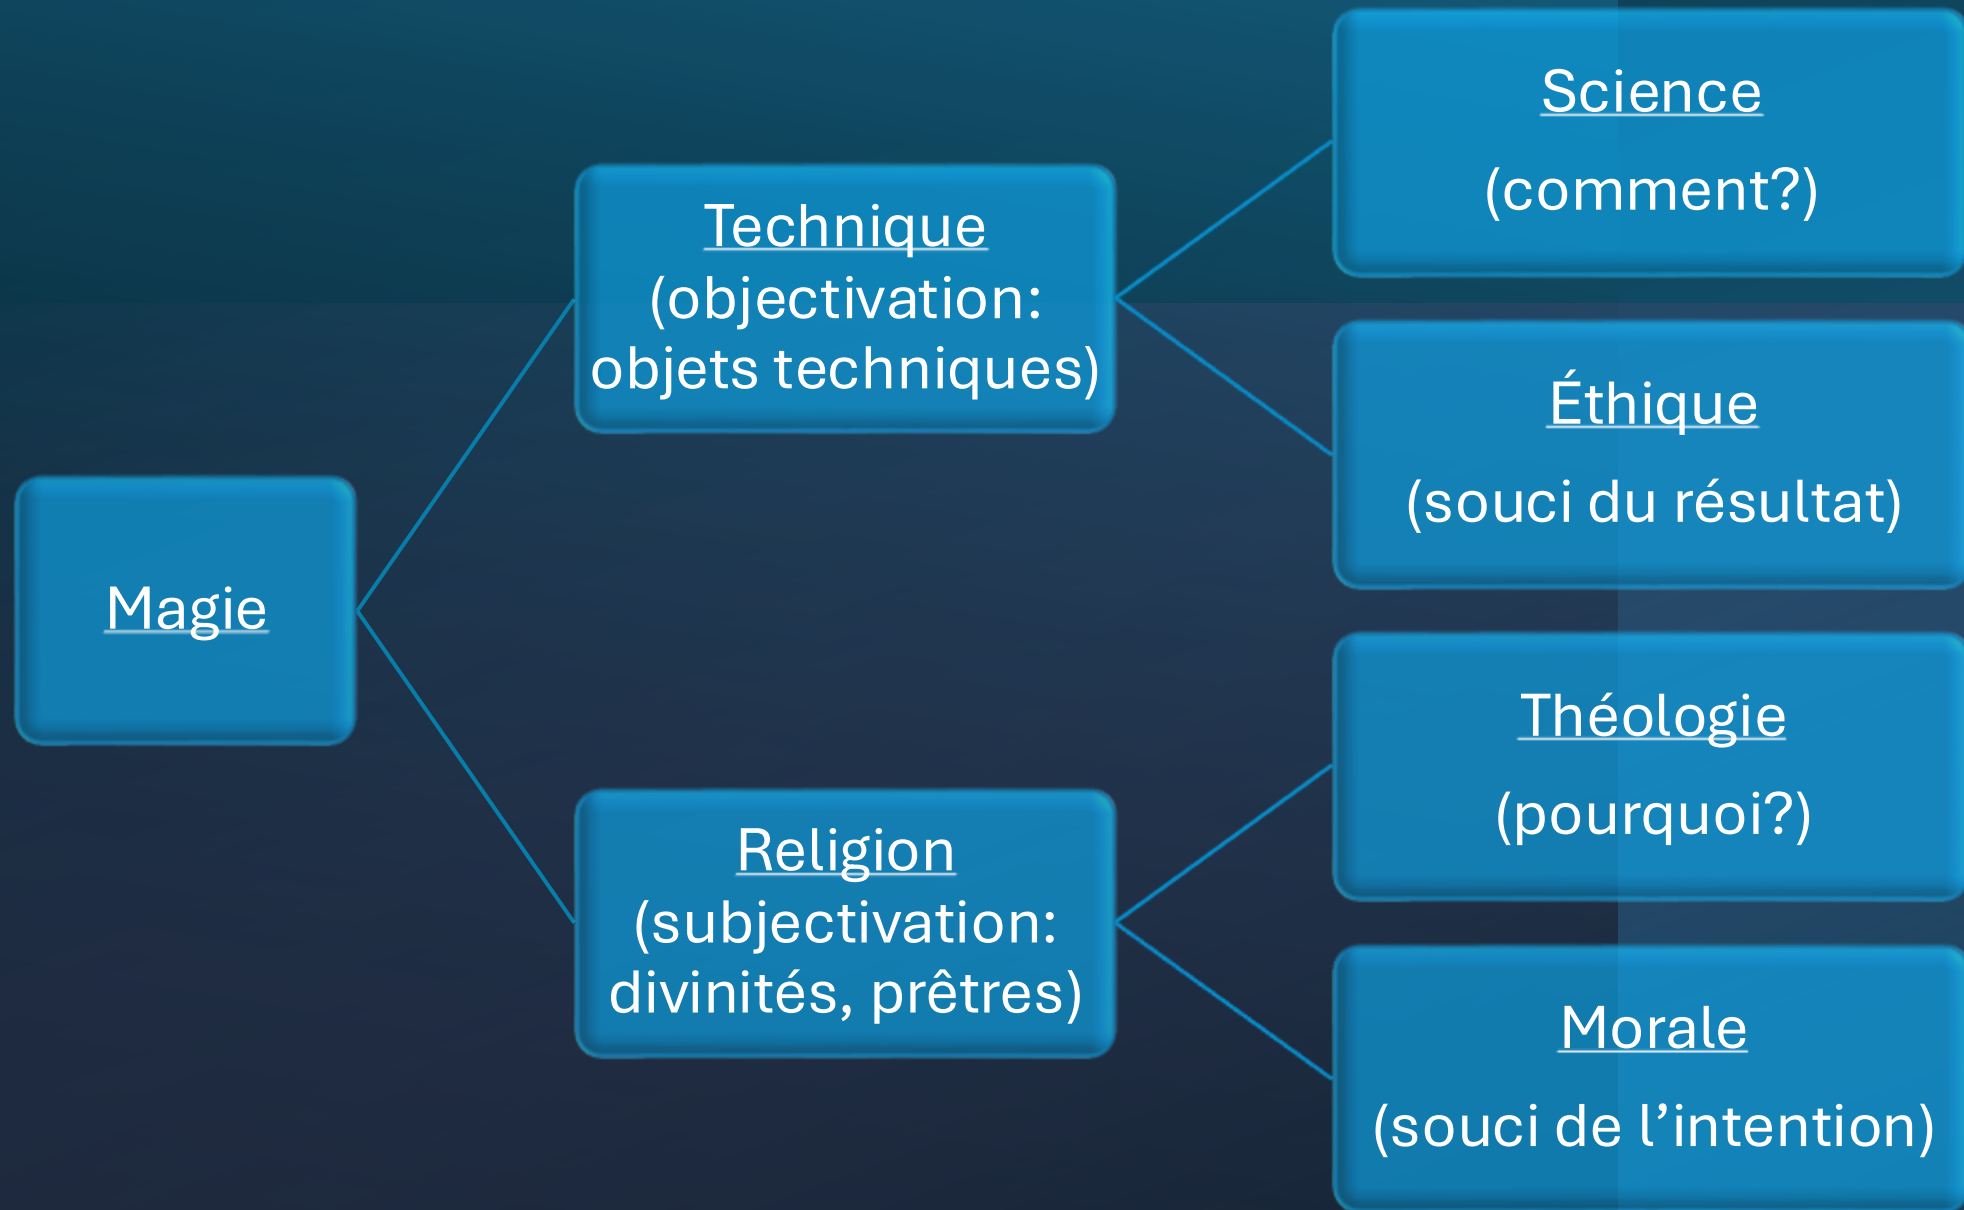 Magie
Technique
(objectivation:
objets techniques)
Religion
(subjectivation:
divinités, prêtres)
Science
(comment?)
Éthique
(souci du résultat)
Théologie
(pourquoi?)
Morale
(souci de l’intention)